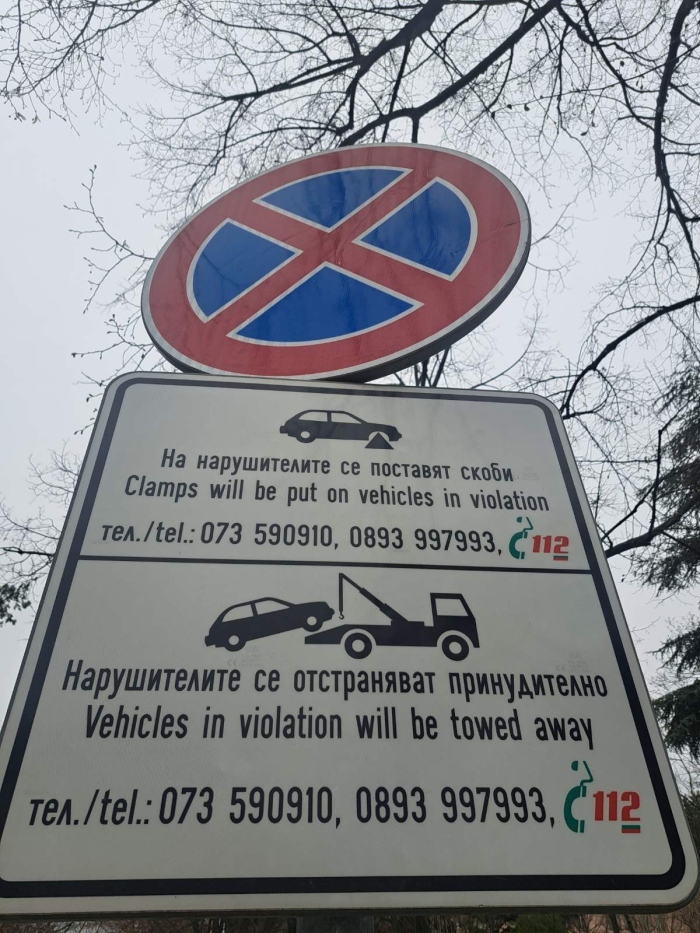 На нарушителите се поставят скоби
Clamps will be put on vehicles in violation
тел./tel.: 073 590910, 0893 997993, 112
Нарушителите се отстраняват принудително
Vehicles in violation will be towed away
тел./tel.: 073 590910, 0893 997993, 112